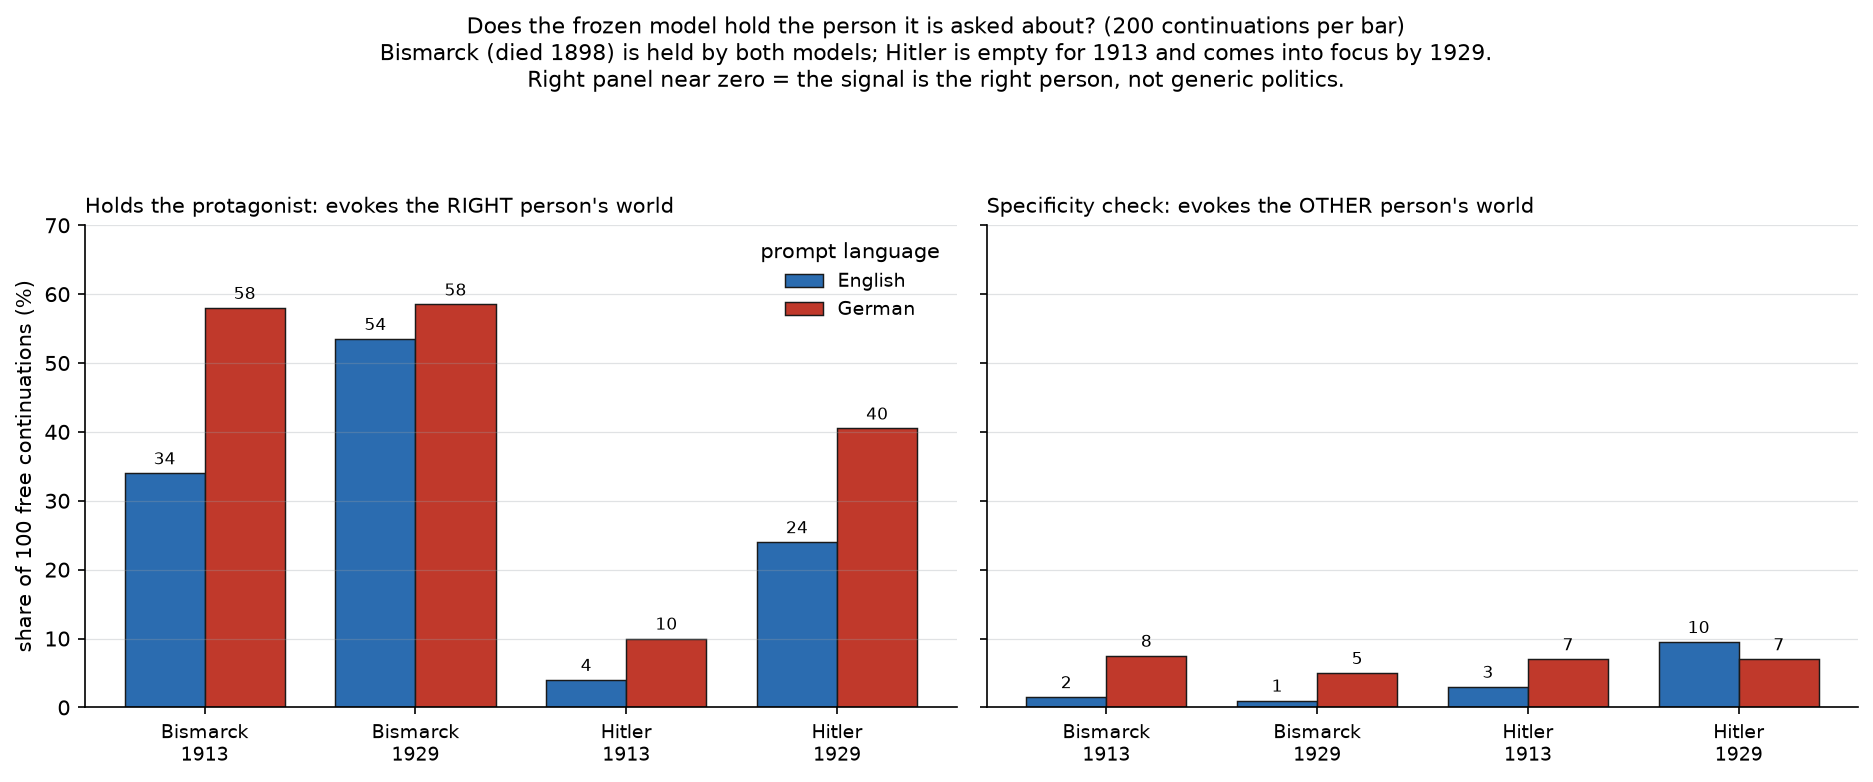 Does the frozen model hold the person it is asked about? (200 continuations per bar)
Bismarck (died 1898) is held by both models; Hitler is empty for 1913 and comes into focus by 1929.
Right panel near zero = the signal is the right person, not generic politics.
Holds the protagonist: evokes the RIGHT person's world
share of 100 free continuations (%)
70
60
50
40
30
20
10
0
prompt language
English
German
34
58
54
58
4
10
24
40
Bismarck
1913
Bismarck
1929
Hitler
1913
Hitler
1929
Specificity check: evokes the OTHER person's world
2
8
1
5
3
7
10
7
Bismarck
1913
Bismarck
1929
Hitler
1913
Hitler
1929